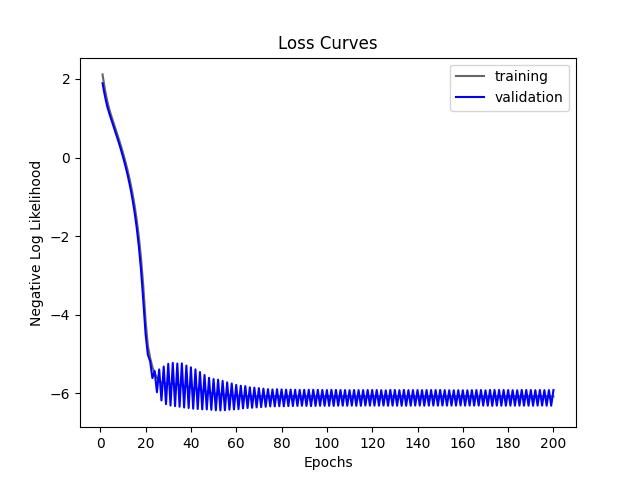 Loss Curves
training
validation
Negative Log Likelihood
2
0
−2
−4
−6
0 20 40 60 80 100 120 140 160 180 200
Epochs